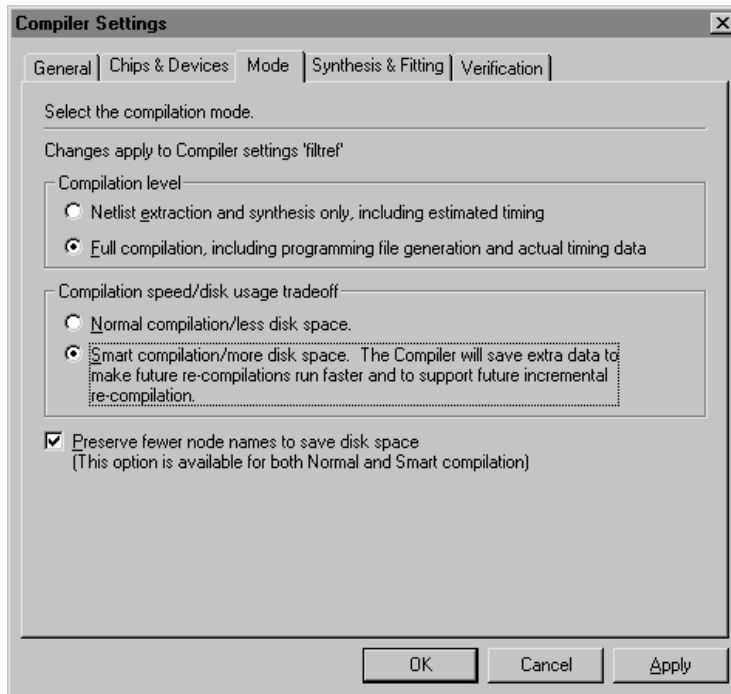 Compiler Settings
General
Chips & Devices
Mode
Synthesis & Fitting
Verification
Select the compilation mode.
Changes apply to Compiler settings 'filtref'
Compilation level
Netlist extraction and synthesis only, including estimated timing
Full compilation, including programming file generation and actual timing data
Compilation speed/disk usage tradeoff
Normal compilation/less disk space.
Smart compilation/more disk space.  The Compiler will save extra data to
make future re-compilations run faster and to support future incremental
re-compilation.
Preserve fewer node names to save disk space
(This option is available for both Normal and Smart compilation)
OK
Cancel
Apply